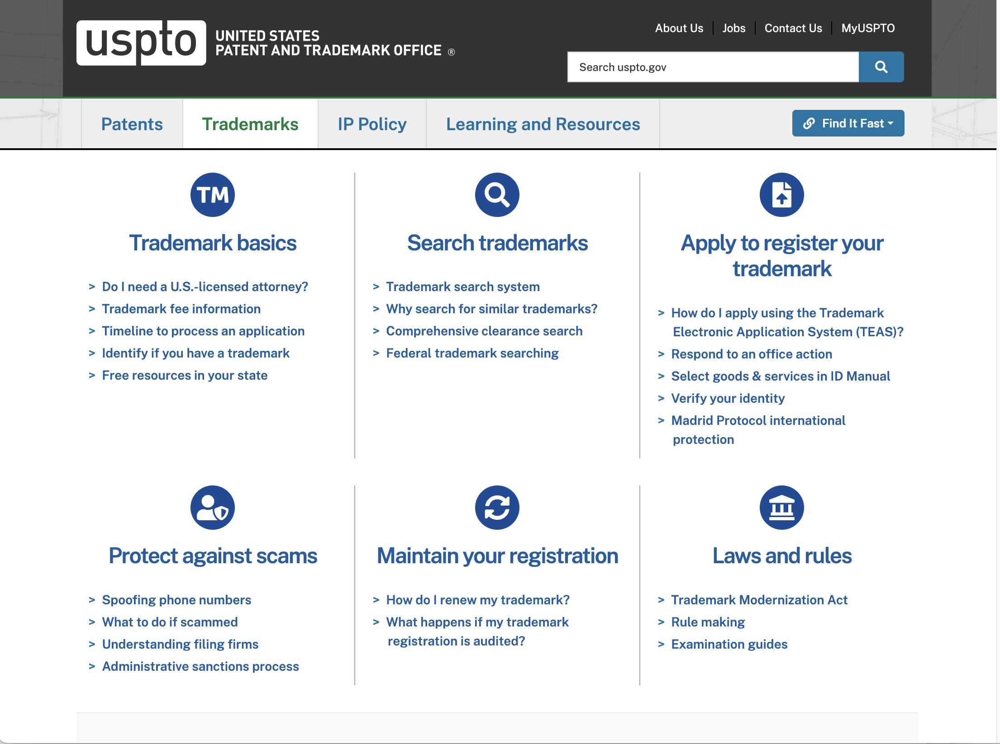 uspto
UNITED STATES
PATENT AND TRADEMARK OFFICE ®
About Us
Jobs
Contact Us
MyUSPTO
Search uspto.gov
Patents
Trademarks
IP Policy
Learning and Resources
Find It Fast
TM
Trademark basics
> Do I need a U.S.-licensed attorney?
> Trademark fee information
> Timeline to process an application
> Identify if you have a trademark
> Free resources in your state
Search trademarks
> Trademark search system
> Why search for similar trademarks?
> Comprehensive clearance search
> Federal trademark searching
Apply to register your
trademark
> How do I apply using the Trademark
Electronic Application System (TEAS)?
> Respond to an office action
> Select goods & services in ID Manual
> Verify your identity
> Madrid Protocol international
protection
Protect against scams
> Spoofing phone numbers
> What to do if scammed
> Understanding filing firms
> Administrative sanctions process
Maintain your registration
> How do I renew my trademark?
> What happens if my trademark
registration is audited?
Laws and rules
> Trademark Modernization Act
> Rule making
> Examination guides